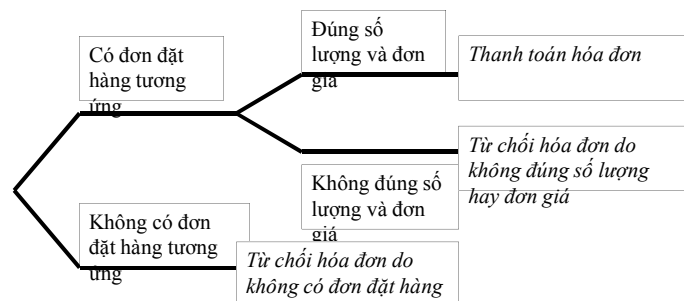 Có đơn đặt
hàng tương
ứng
Đúng số
lượng và đơn
giá
Thanh toán hóa đơn
Từ chối hóa đơn do
không đúng số lượng
hay đơn giá
Không đúng số
lượng và đơn
giá
Không có đơn
đặt hàng tương
ứng
Từ chối hóa đơn do
không có đơn đặt hàng